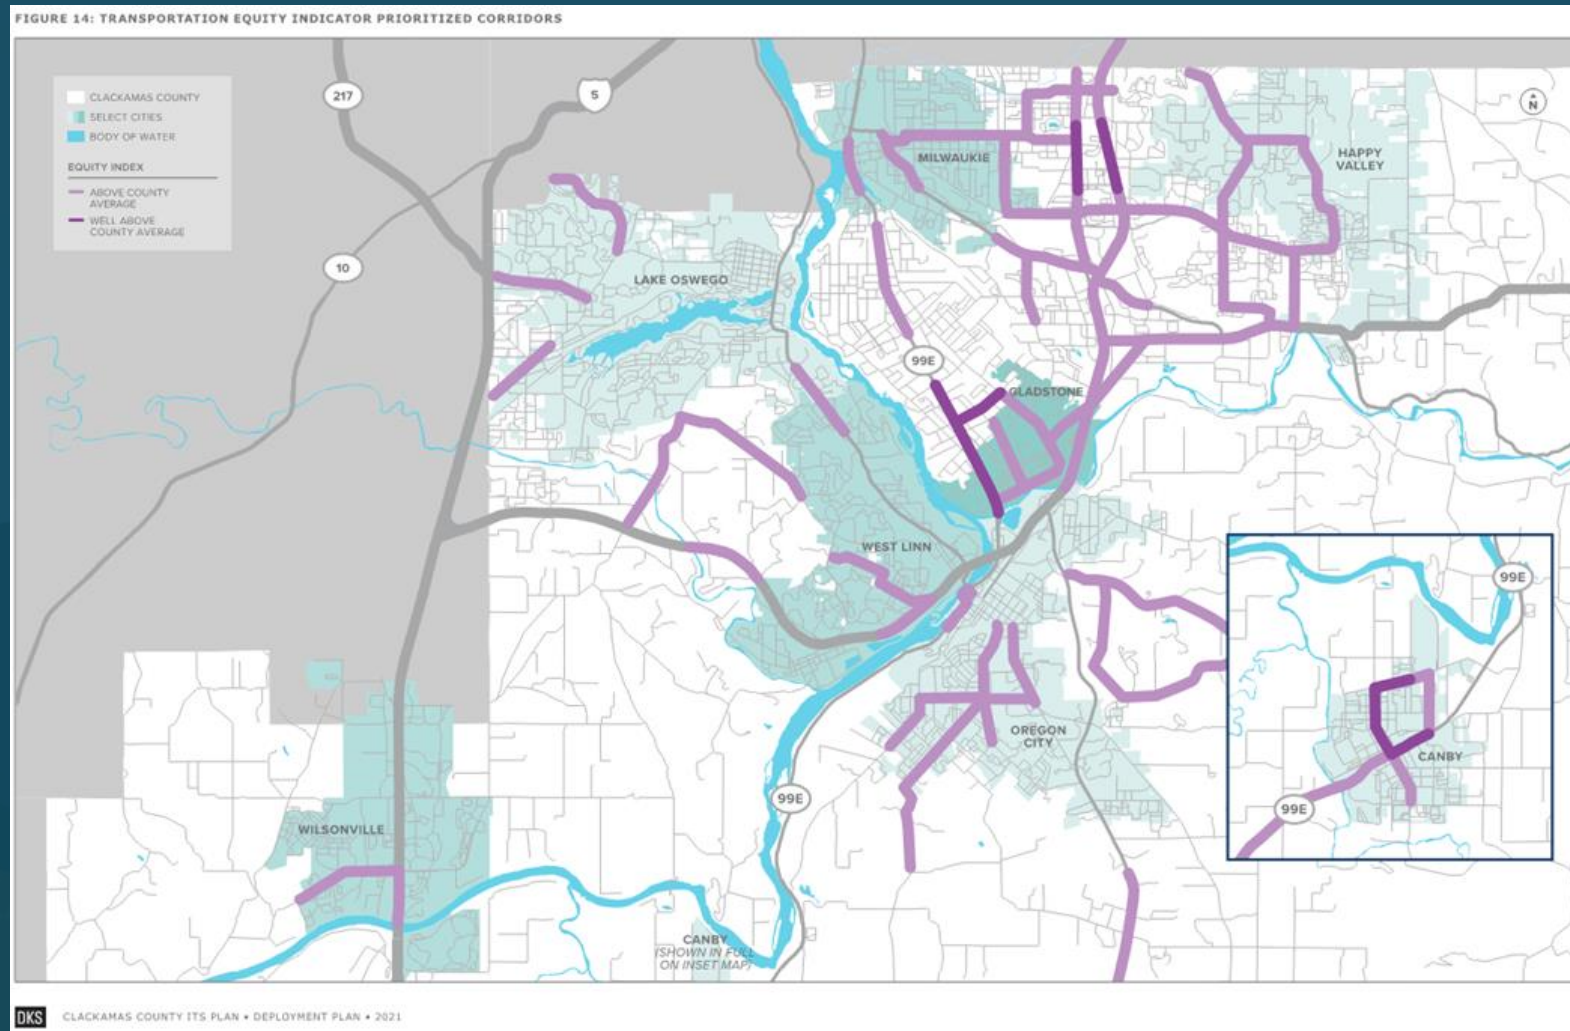 FIGURE 14: TRANSPORTATION EQUITY INDICATOR PRIORITIZED CORRIDORS
CLACKAMAS COUNTY
SELECT CITIES
BODY OF WATER
EQUITY INDEX
ABOVE COUNTY
AVERAGE
WELL ABOVE
COUNTY AVERAGE
217
5
10
N
MILWAUKIE
HAPPY
VALLEY
LAKE OSWEGO
99E
GLADSTONE
WEST LINN
99E
OREGON
CITY
CANBY
99E
99E
WILSONVILLE
CANBY
(SHOWN IN FULL
ON INSET MAP)
DKS CLACKAMAS COUNTY ITS PLAN • DEPLOYMENT PLAN • 2021